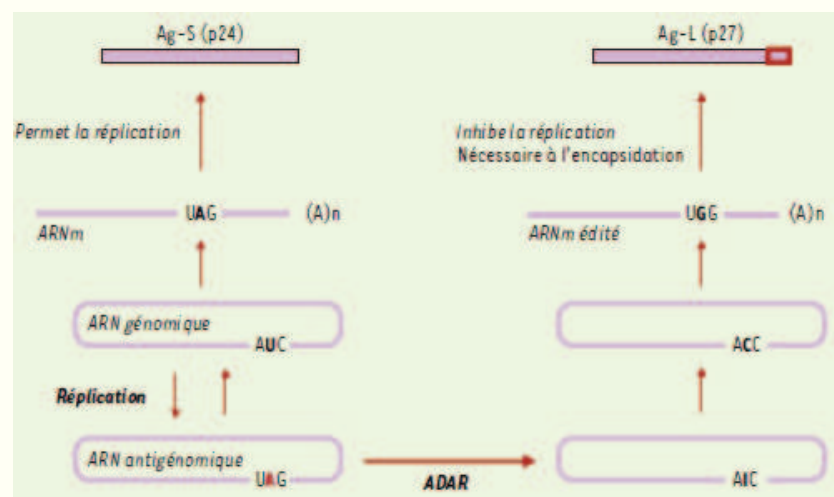 Ag-S (p24)
Ag-L (p27)
Permet la réplication
Inhibe la réplication
Nécessaire à l'encapsidation
UAG
(A)n
ARNm
UGG
(A)n
ARNm édité
ARN génomique
AUC
ACC
Réplication
ARN antigénomique
UAG
ADAR
AIC